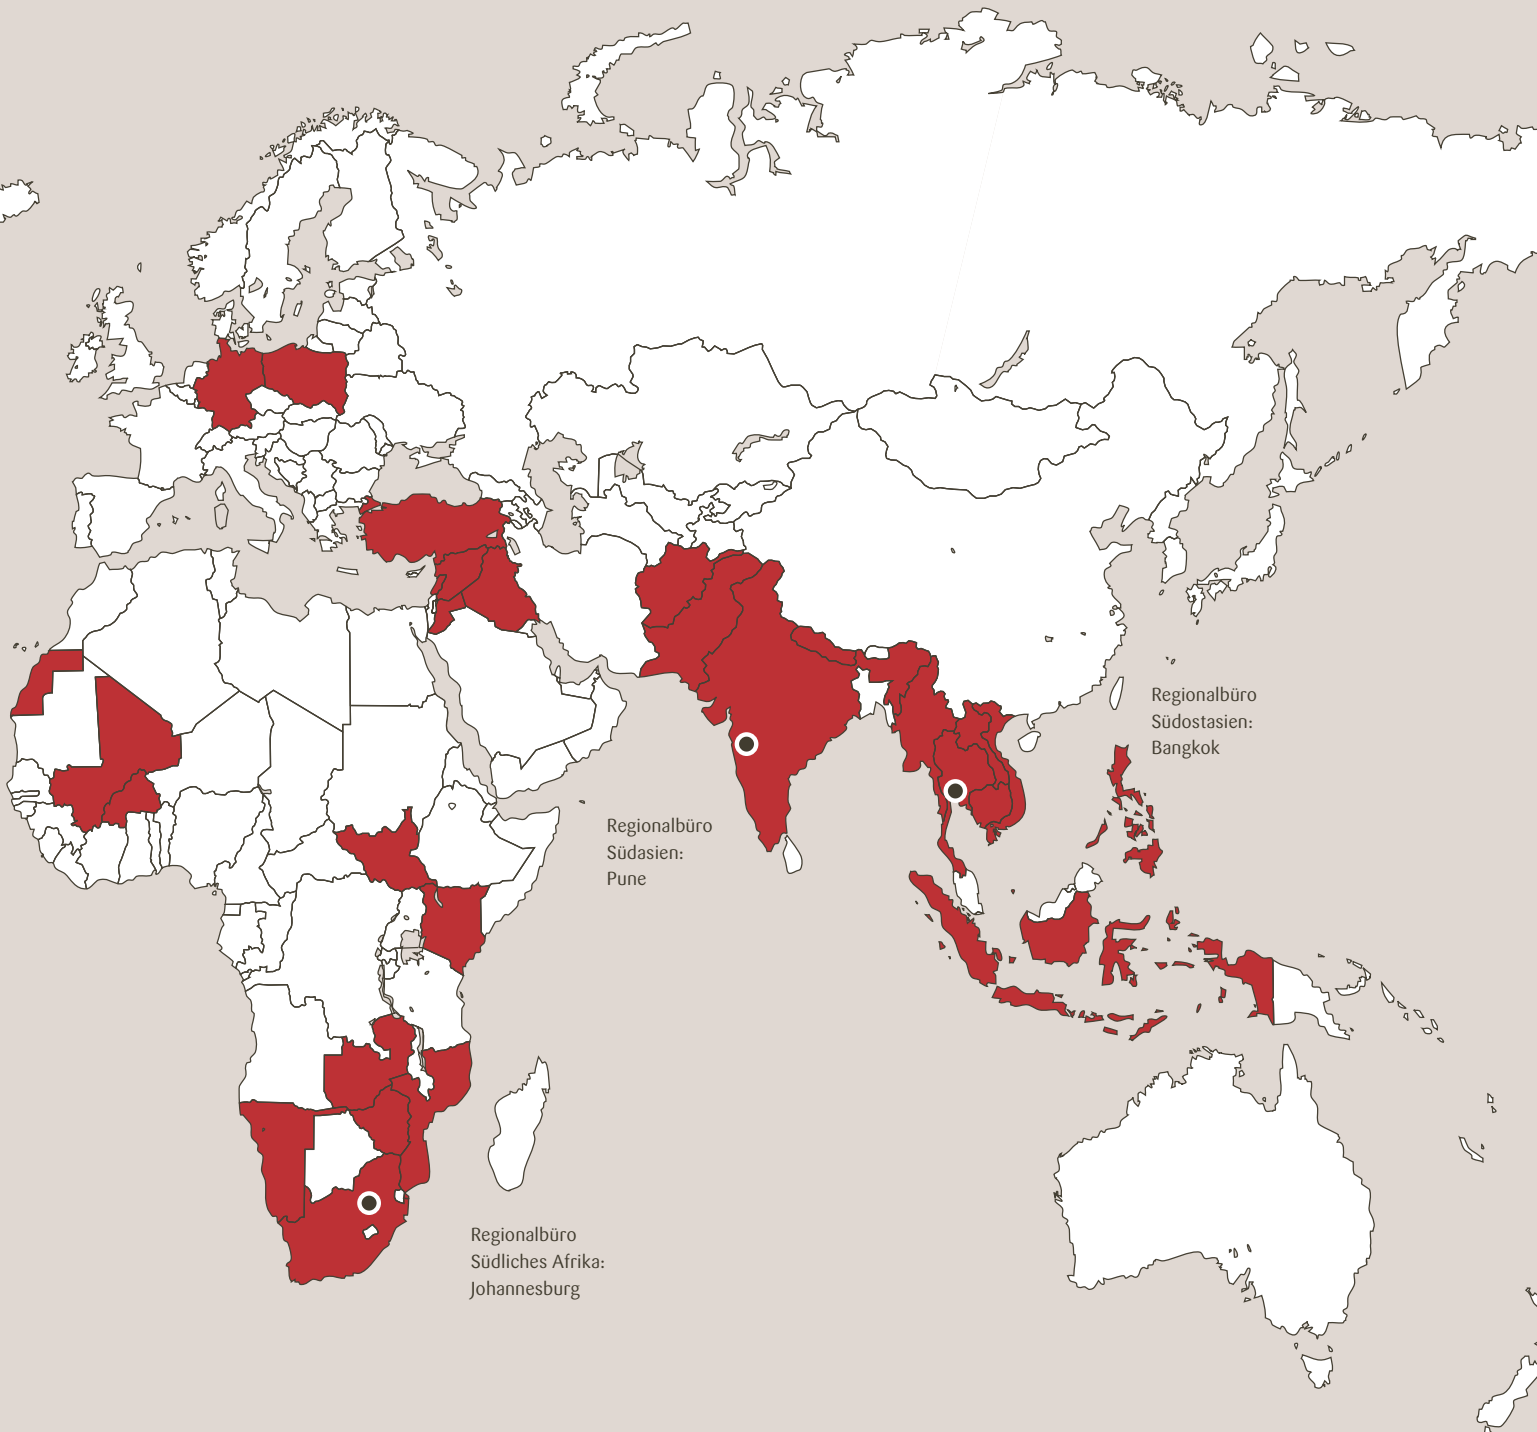 Regionalbüro
Südostasien:
Bangkok
Regionalbüro
Südasien:
Pune
Regionalbüro
Südliches Afrika:
Johannesburg